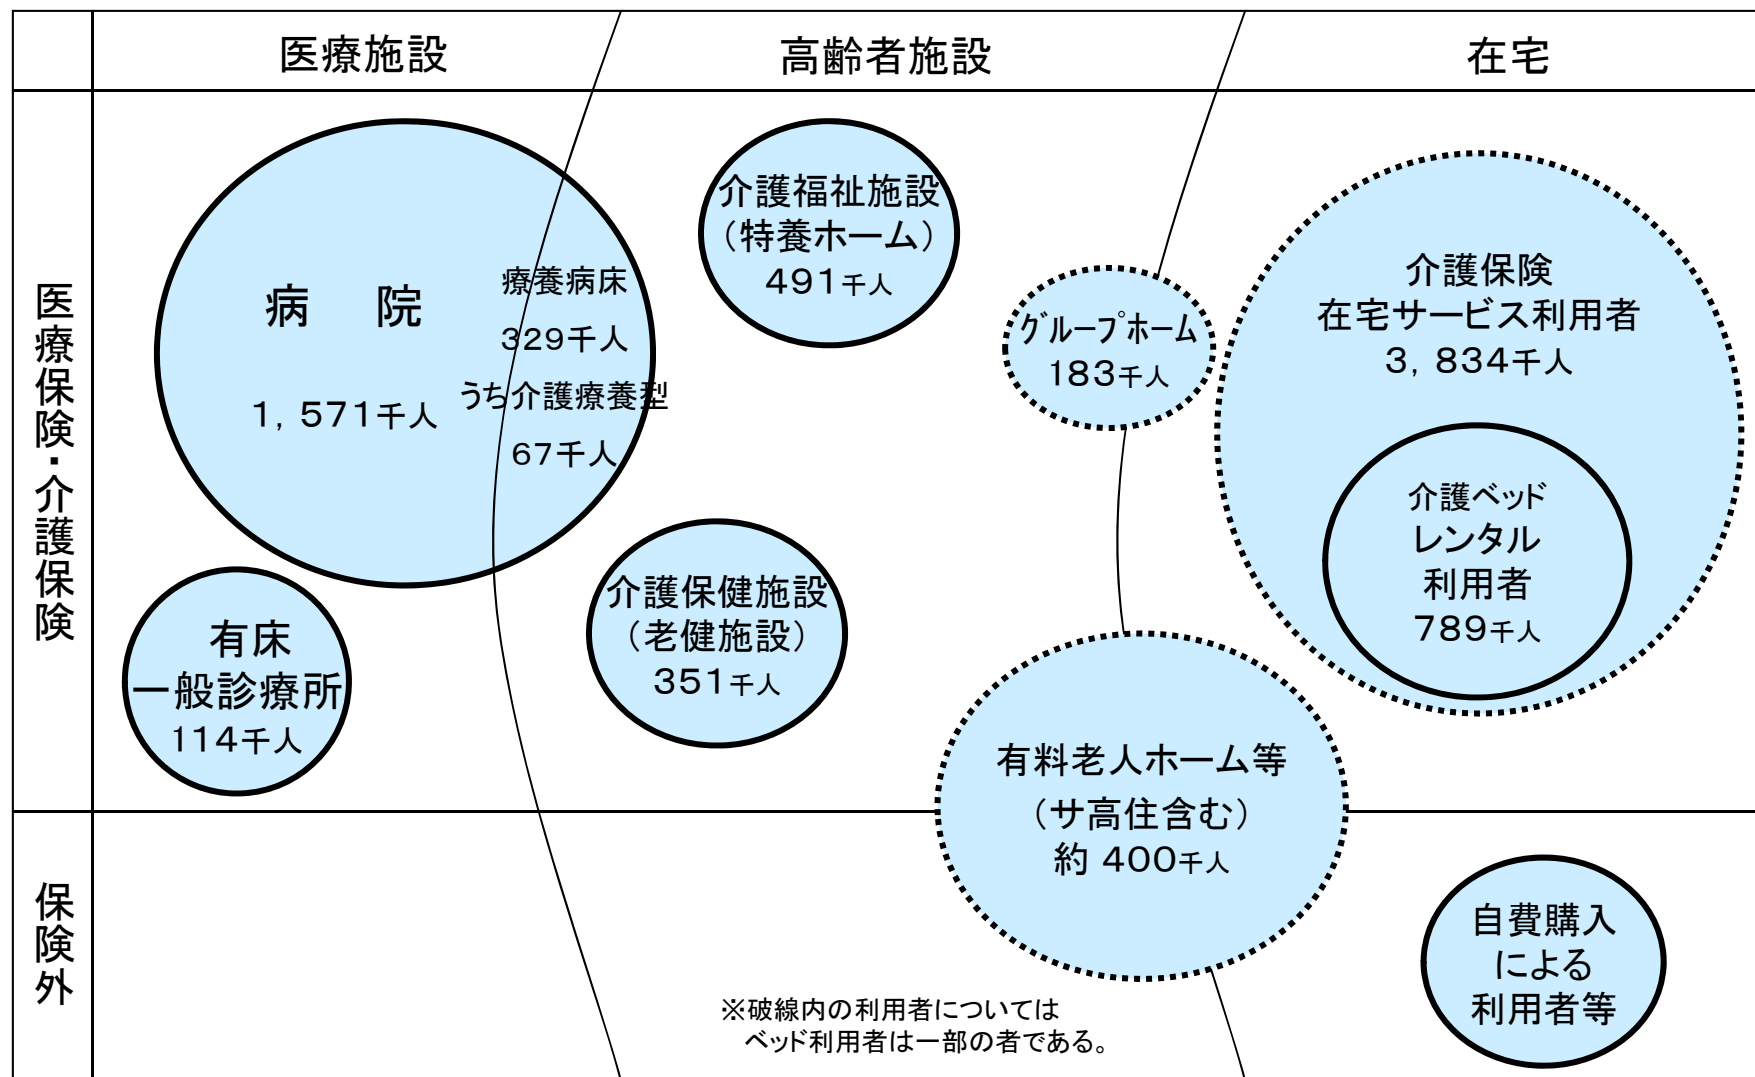 医療施設
高齢者施設
在宅
医療保険・介護保険
病　院
1,571千人
療養病床
329千人
うち介護療養型
67千人
有床
一般診療所
114千人
介護福祉施設
（特養ホーム）
491千人
介護保健施設
（老健施設）
351千人
グループホーム
183千人
介護保険
在宅サービス利用者
3,834千人
介護ベッド
レンタル
利用者
789千人
有料老人ホーム等
（サ高住含む）
約 400千人
保険外
自費購入
による
利用者等
※破線内の利用者については
ベッド利用者は一部の者である。